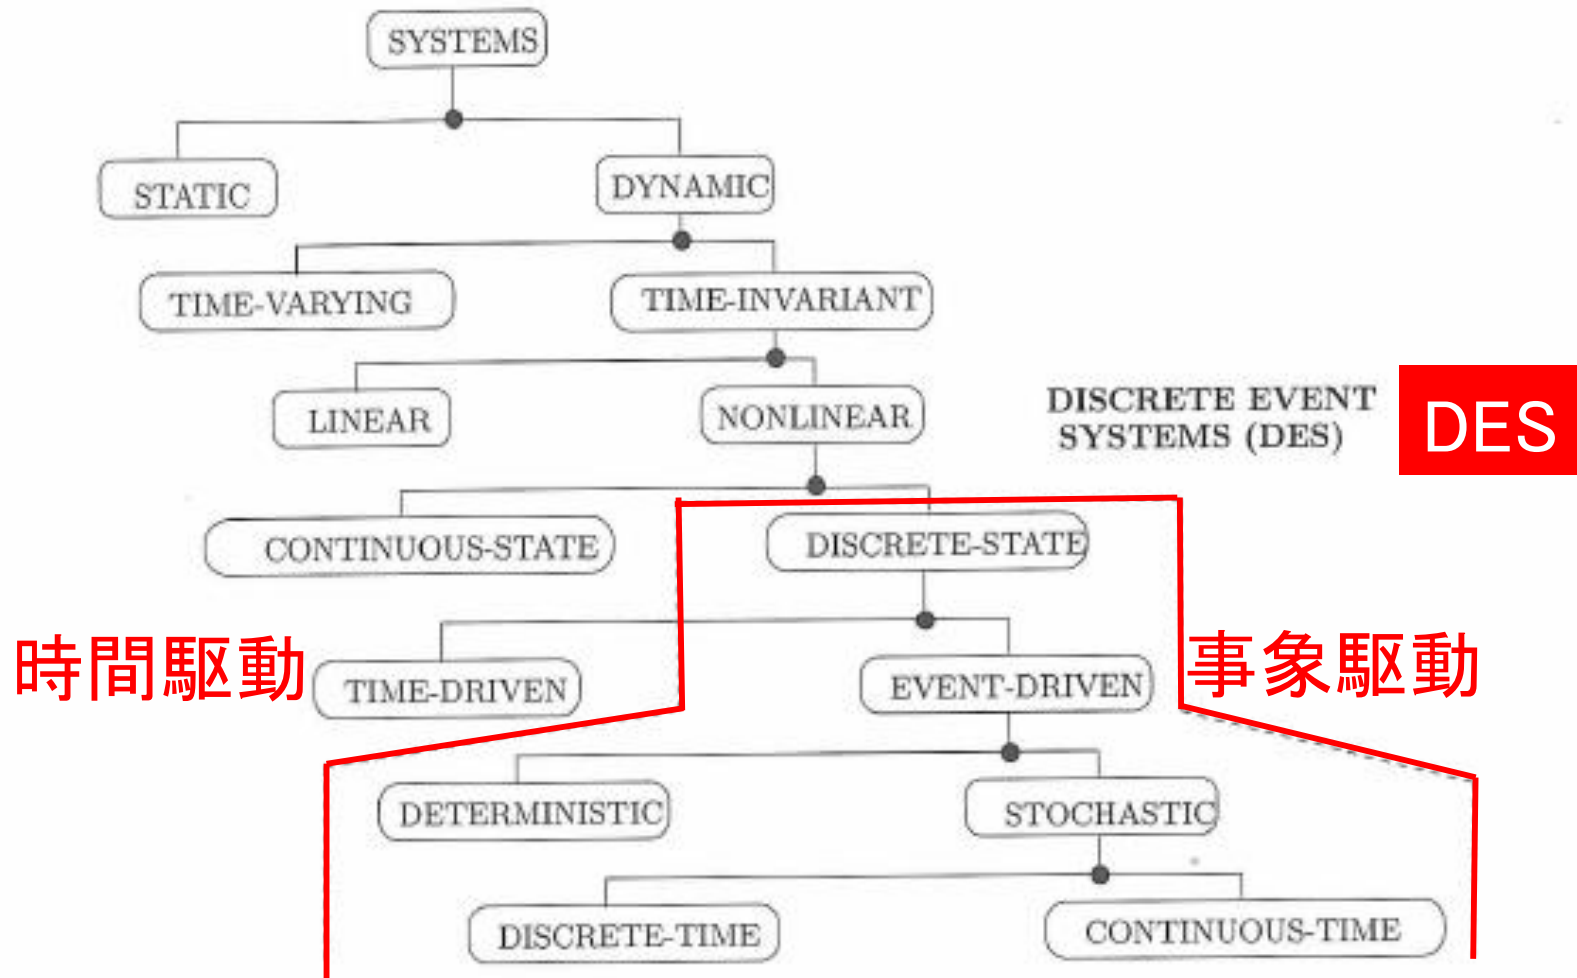 SYSTEMS
STATIC
DYNAMIC
TIME-VARYING
TIME-INVARIANT
LINEAR
NONLINEAR
DISCRETE EVENT
SYSTEMS (DES)
DES
CONTINUOUS-STATE
DISCRETE-STATE
時間駆動
TIME-DRIVEN
EVENT-DRIVEN
事象駆動
DETERMINISTIC
STOCHASTIC
DISCRETE-TIME
CONTINUOUS-TIME